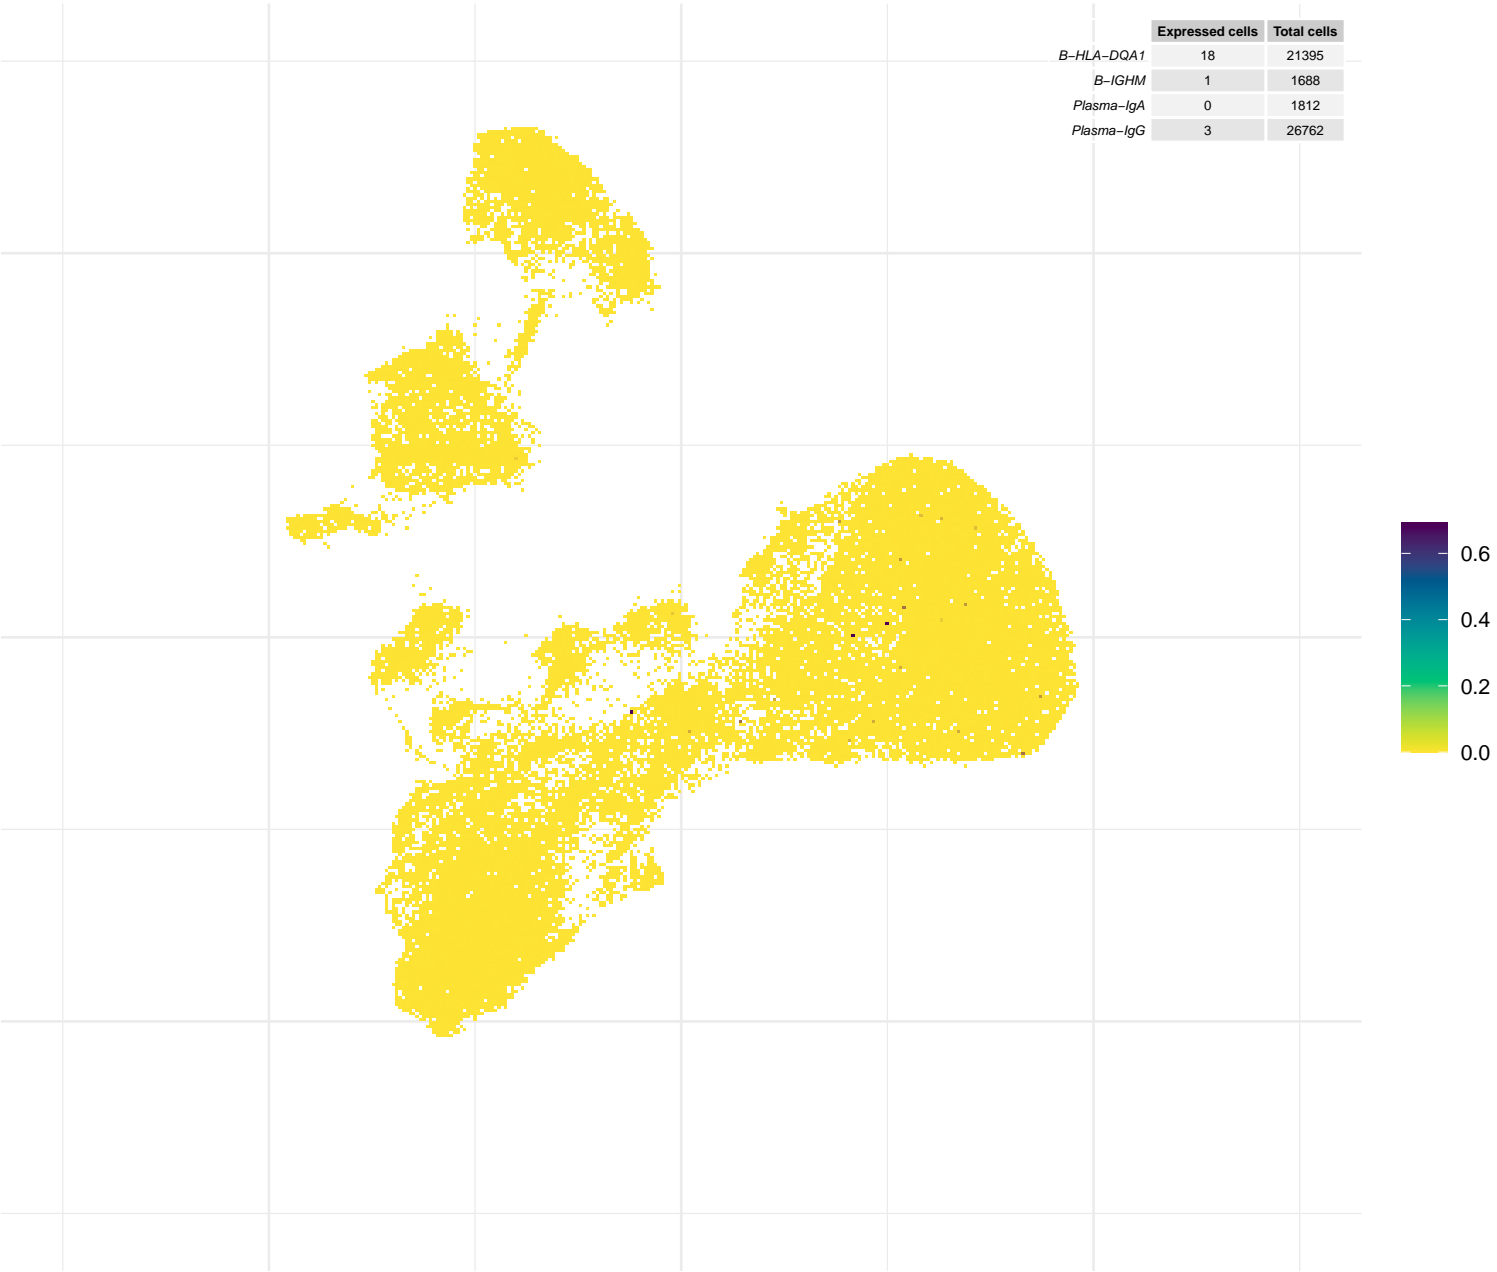 Expressed cells Total cells
B−HLA−DQA1 18 21395
B−IGHM 1 1688
Plasma−IgA 0 1812
Plasma−IgG 3 26762
0.6
0.4
0.2
0.0